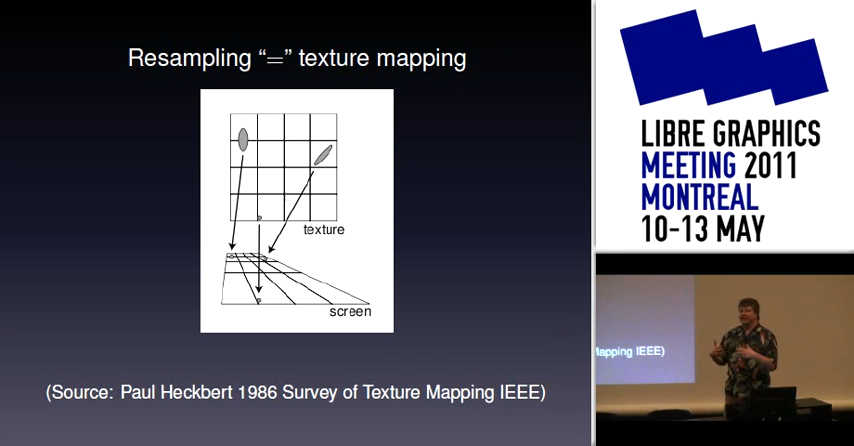 Resampling “=” texture mapping
texture
screen
(Source: Paul Heckbert 1986 Survey of Texture Mapping IEEE)
LIBRE GRAPHICS
MEETING 2011
MONTREAL
10-13 MAY
Mapping IEEE)